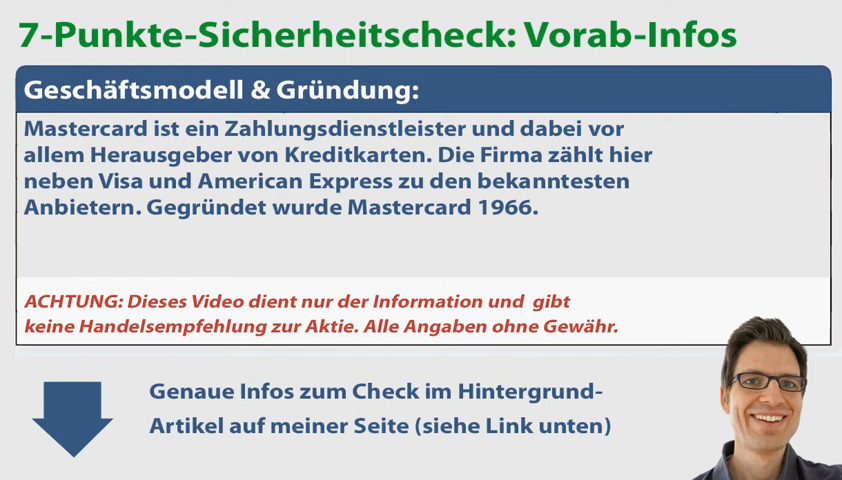 7-Punkte-Sicherheitscheck: Vorab-Infos
Geschäftsmodell & Gründung:
Mastercard ist ein Zahlungsdienstleister und dabei vor
allem Herausgeber von Kreditkarten. Die Firma zählt hier
neben Visa und American Express zu den bekanntesten
Anbietern. Gegründet wurde Mastercard 1966.
ACHTUNG: Dieses Video dient nur der Information und gibt
keine Handelsempfehlung zur Aktie. Alle Angaben ohne Gewähr.
Genaue Infos zum Check im Hintergrund-
Artikel auf meiner Seite (siehe Link unten)